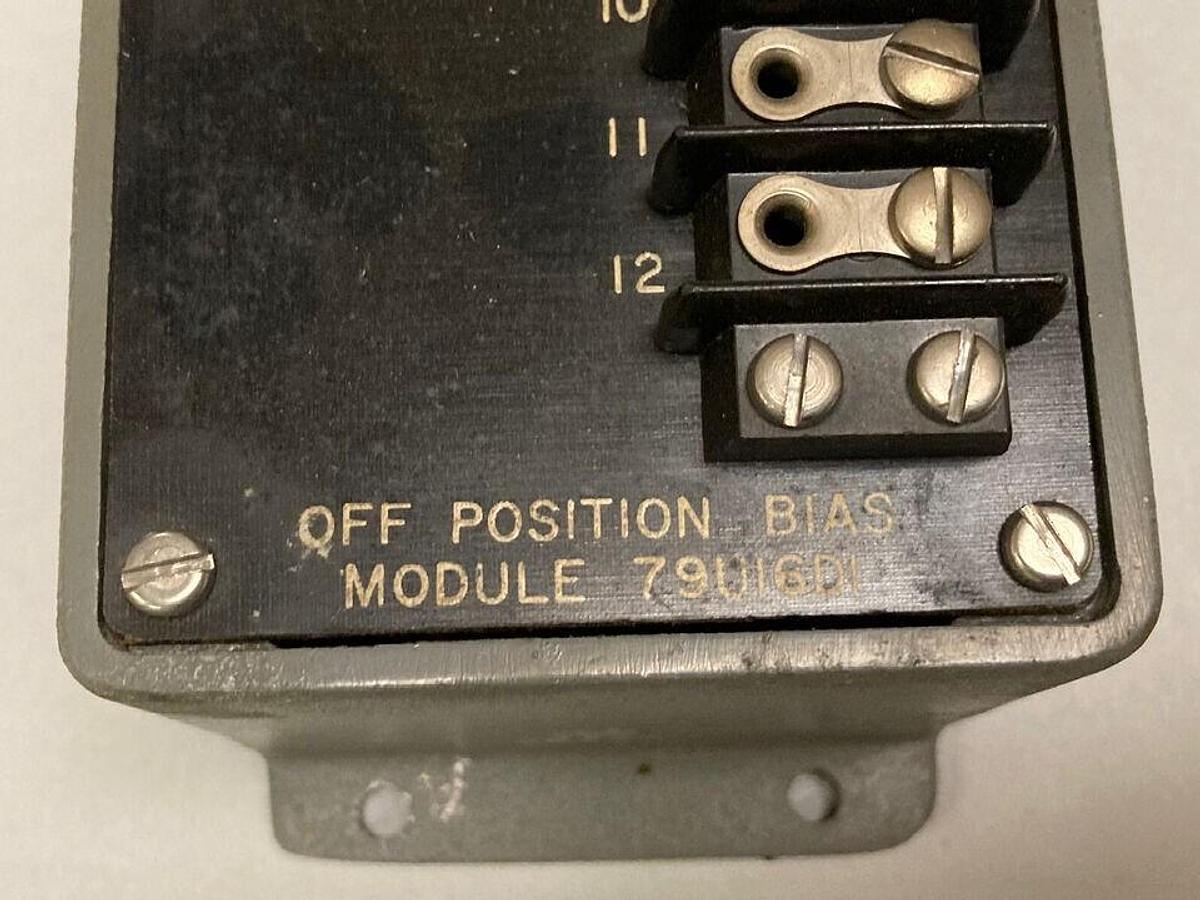 10
11
12
OFF POSITION BIAS
MODULE 79U16D1